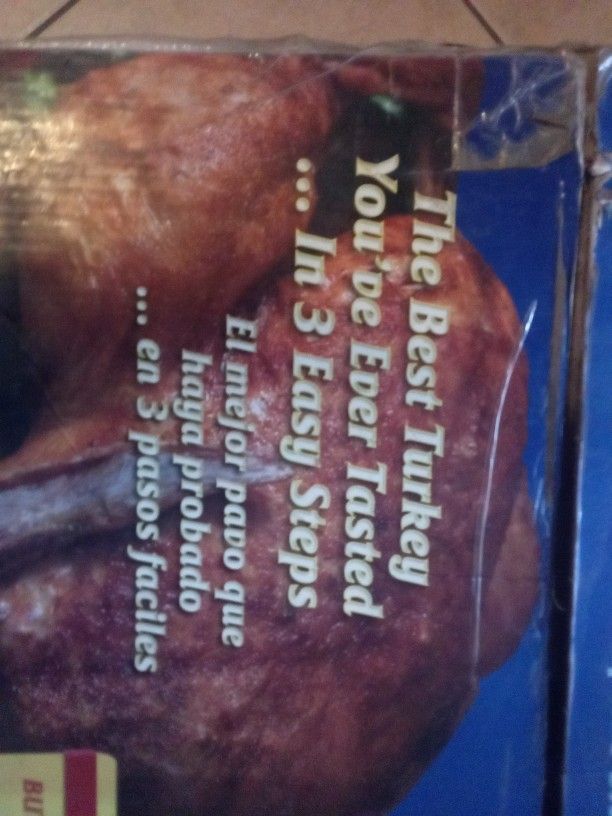 The Best Turkey
You've Ever Tasted
... In 3 Easy Steps
El mejor pavo que
haya probado
... en 3 pasos faciles